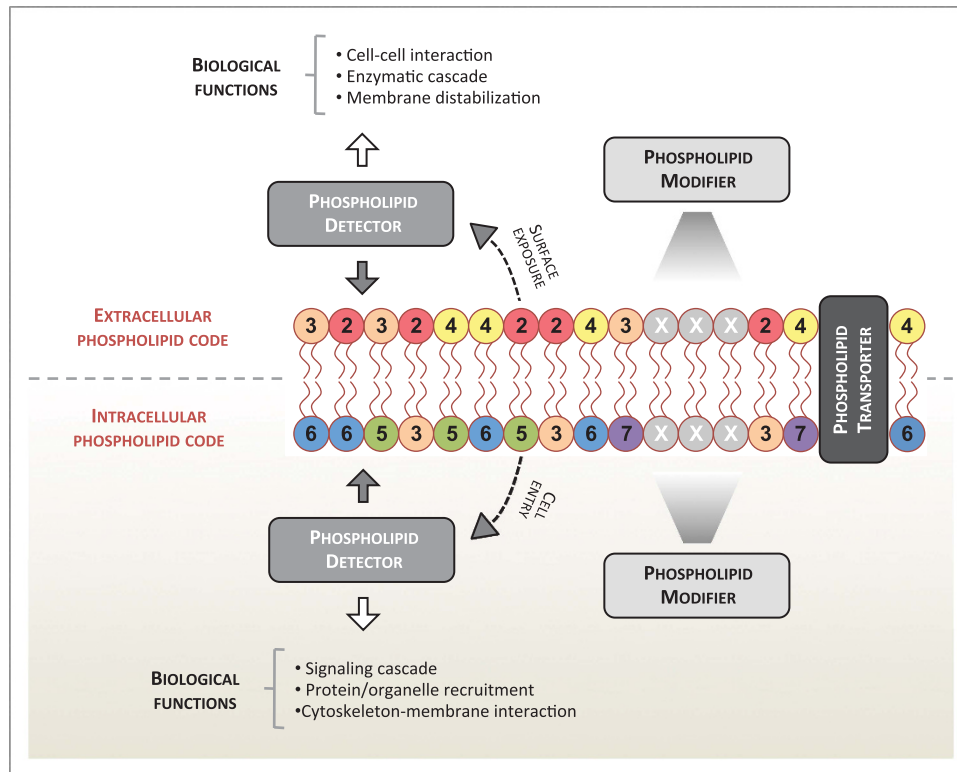 BIOLOGICAL
FUNCTIONS
• Cell-cell interaction
• Enzymatic cascade
• Membrane distabilization
PHOSPHOLIPID
MODIFIER
PHOSPHOLIPID
DETECTOR
SURFACE
EXPOSURE
EXTRACELLULAR
PHOSPHOLIPID CODE
3 2 3 2 4 4 2 2 4 3 X X X 2 4 4
PHOSPHOLIPID
TRANSPORTER
INTRACELLULAR
PHOSPHOLIPID CODE
6 6 5 3 5 6 5 3 6 7 X X X 3 7 6
CELL
ENTRY
PHOSPHOLIPID
DETECTOR
PHOSPHOLIPID
MODIFIER
BIOLOGICAL
FUNCTIONS
• Signaling cascade
• Protein/organelle recruitment
•Cytoskeleton-membrane interaction